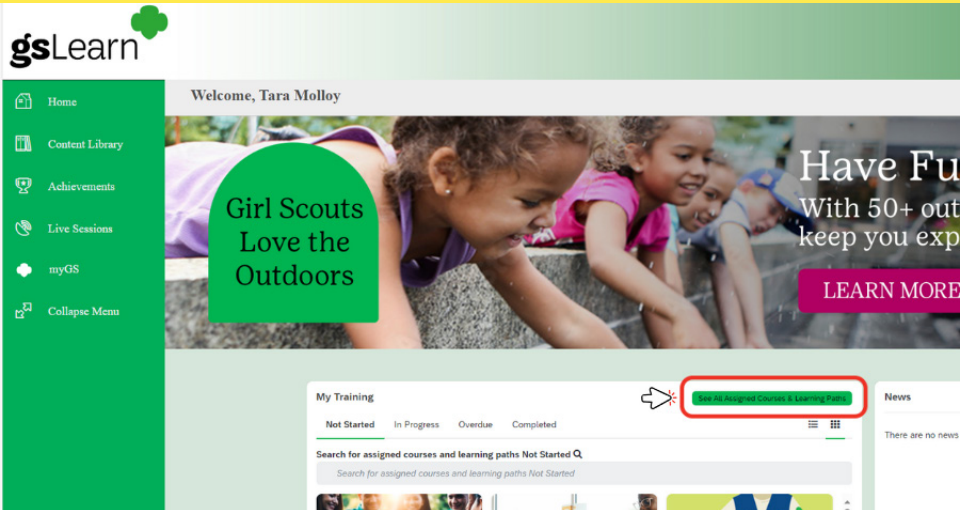 gsLearn
Home
Content Library
Achievements
Live Sessions
myGS
Collapse Menu
Welcome, Tara Molloy
Girl Scouts
Love the
Outdoors
Have Fu
With 50+ out
keep you exp
LEARN MORE
My Training
See All Assigned Courses & Learning Paths
Not Started In Progress Overdue Completed
Search for assigned courses and learning paths Not Started
Search for assigned courses and learning paths Not Started
News
There are no news